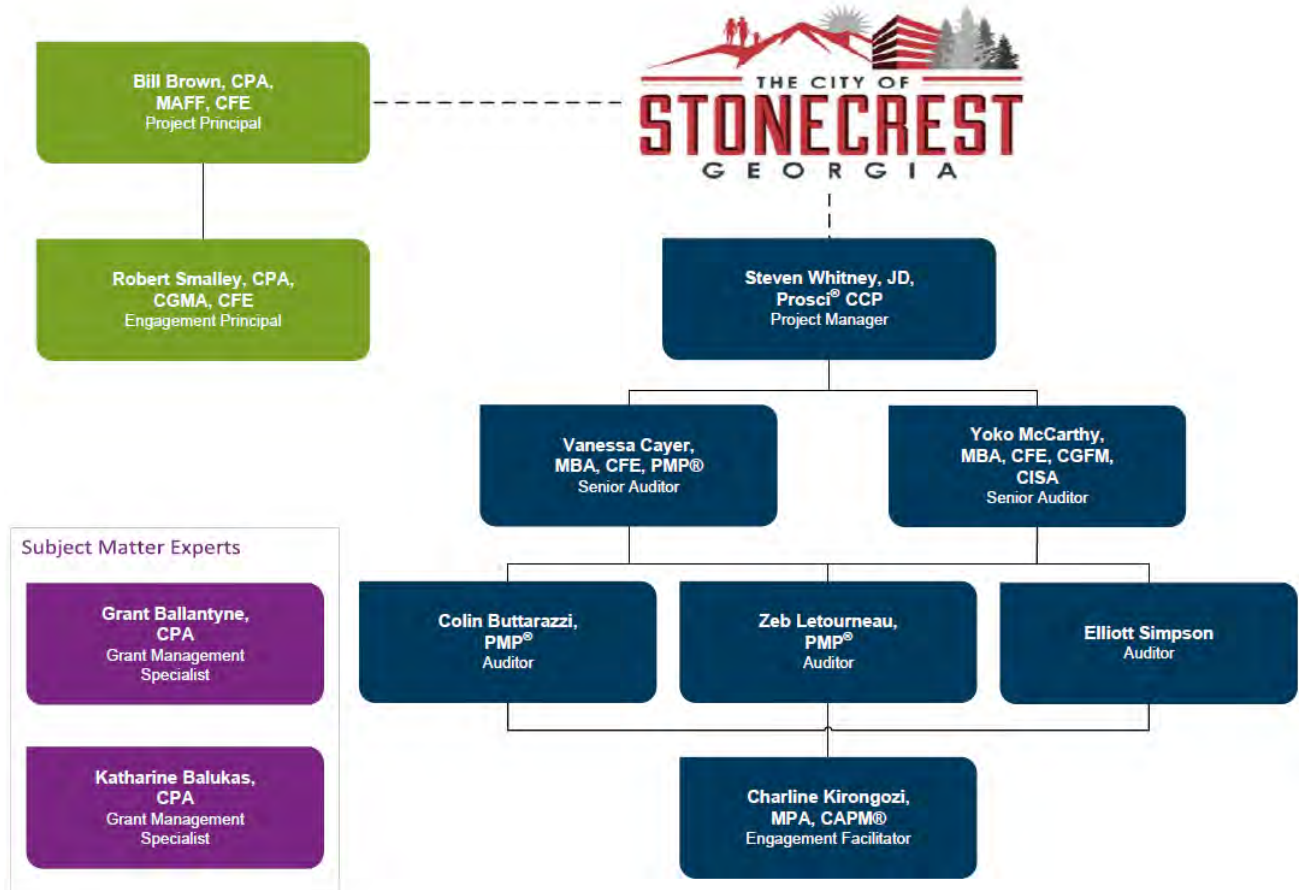 Bill Brown, CPA,
MAFF, CFE
Project Principal
THE CITY OF
STONECREST
GEORGIA
Robert Smalley, CPA,
CGMA, CFE
Engagement Principal
Steven Whitney, JD,
Prosci® CCP
Project Manager
Vanessa Cayer,
MBA, CFE, PMP®
Senior Auditor
Yoko McCarthy,
MBA, CFE, CGFM,
CISA
Senior Auditor
Subject Matter Experts
Grant Ballantyne,
CPA
Grant Management
Specialist
Katharine Balukas,
CPA
Grant Management
Specialist
Colin Buttarazzi,
PMP®
Auditor
Zeb Letourneau,
PMP®
Auditor
Elliott Simpson
Auditor
Charline Kirongozi,
MPA, CAPM®
Engagement Facilitator